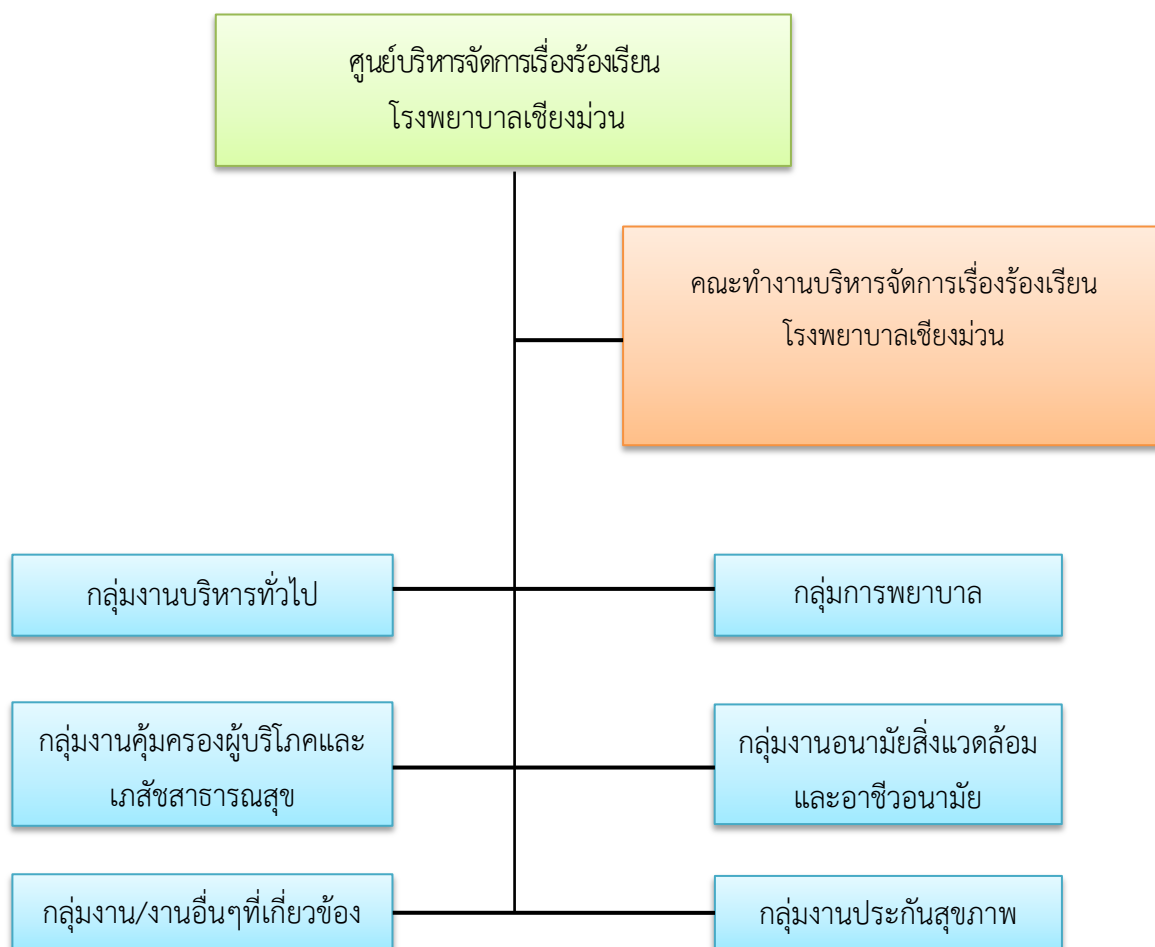 ศูนย์บริหารจัดการเรื่องร้องเรียน
โรงพยาบาลเชียงม่วน
คณะทำงานบริหารจัดการเรื่องร้องเรียน
โรงพยาบาลเชียงม่วน
กลุ่มงานบริหารทั่วไป
กลุ่มการพยาบาล
กลุ่มงานคุ้มครองผู้บริโภคและ
เภสัชสาธารณสุข
กลุ่มงานอนามัยสิ่งแวดล้อม
และอาชีวอนามัย
กลุ่มงาน/งานอื่นๆที่เกี่ยวข้อง
กลุ่มงานประกันสุขภาพ